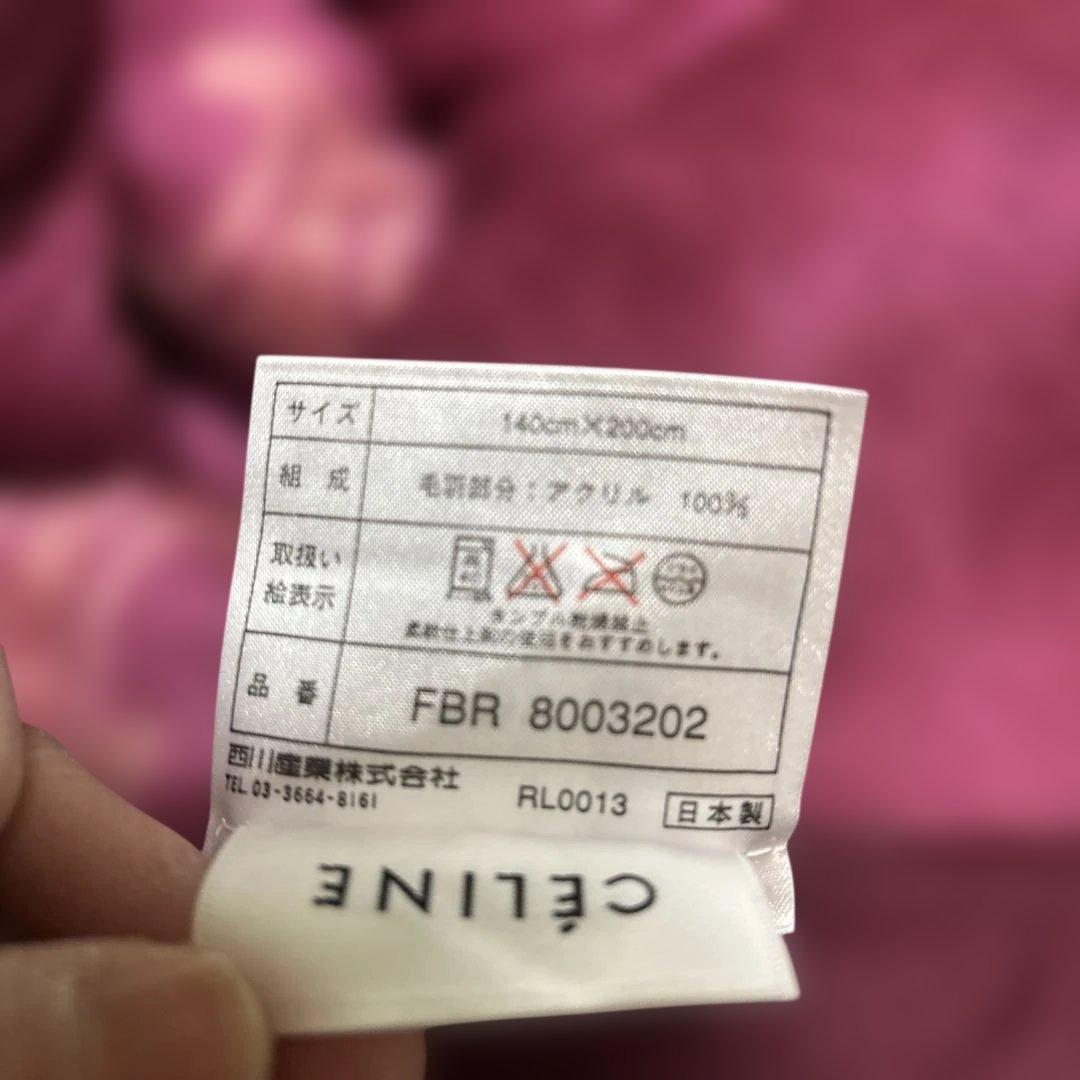 サイズ 140cm×200cm
組成 毛羽部分：アクリル 100%
取扱い
絵表示
タンブル乾燥禁止
柔軟仕上剤の使用をおすすめします。
品番 FBR 8003202
西川産業株式会社
TEL.03-3664-8161 RL0013 日本製
CÉLINE